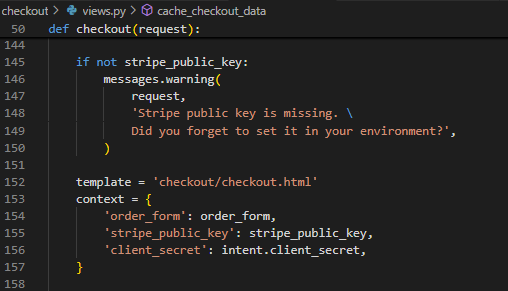 checkout > views.py > cache_checkout_data
50 def checkout(request):
144
145 if not stripe_public_key:
146 messages.warning(
147 request,
148 'Stripe public key is missing. \
149 Did you forget to set it in your environment?',
150 )
151
152 template = 'checkout/checkout.html'
153 context = {
154 'order_form': order_form,
155 'stripe_public_key': stripe_public_key,
156 'client_secret': intent.client_secret,
157 }
158